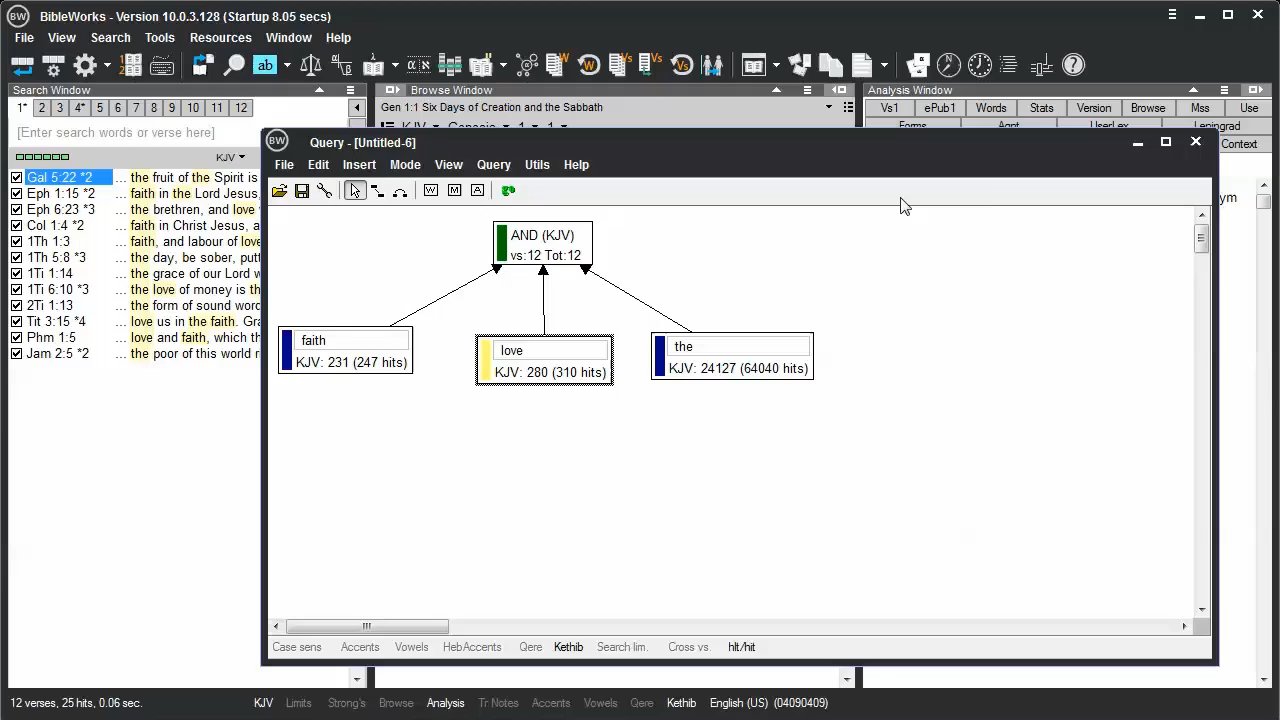 BW BibleWorks - Version 10.0.3.128 (Startup 8.05 secs)
File View Search Tools Resources Window Help
Search Window
Browse Window
Analysis Window
1* 2 3 4* 5 6 7 8 9 10 11 12
Gen 1:1 Six Days of Creation and the Sabbath
Vs1 ePub1 Words Stats Version Browse Mss Use
[Enter search words or verse here]
KJV Genesis 1 1
KJV
Leningrad
Context
ym
Gal 5:22 *2 ... the fruit of the Spirit is
Eph 1:15 *2 ... faith in the Lord Jesus,
Eph 6:23 *3 ... the brethren, and love
Col 1:4 *2 ... faith in Christ Jesus, a
1Th 1:3 ... faith, and labour of love
1Th 5:8 *3 ... the day, be sober, putt
1Ti 1:14 ... the grace of our Lord w
1Ti 6:10 *3 ... the love of money is th
2Ti 1:13 ... the form of sound word
Tit 3:15 *4 ... love us in the faith. Gra
Phm 1:5 ... love and faith, which th
Jam 2:5 *2 ... the poor of this world r
BW Query - [Untitled-6]
File Edit Insert Mode View Query Utils Help
W M A
AND (KJV)
vs:12 Tot:12
faith
KJV: 231 (247 hits)
love
KJV: 280 (310 hits)
the
KJV: 24127 (64040 hits)
Case sens Accents Vowels HebAccents Qere Kethib Search lim. Cross vs. hlt/hit
12 verses, 25 hits, 0.06 sec. KJV Limits Strong's Browse Analysis Tr. Notes Accents Vowels Qere Kethib English (US) (04090409)